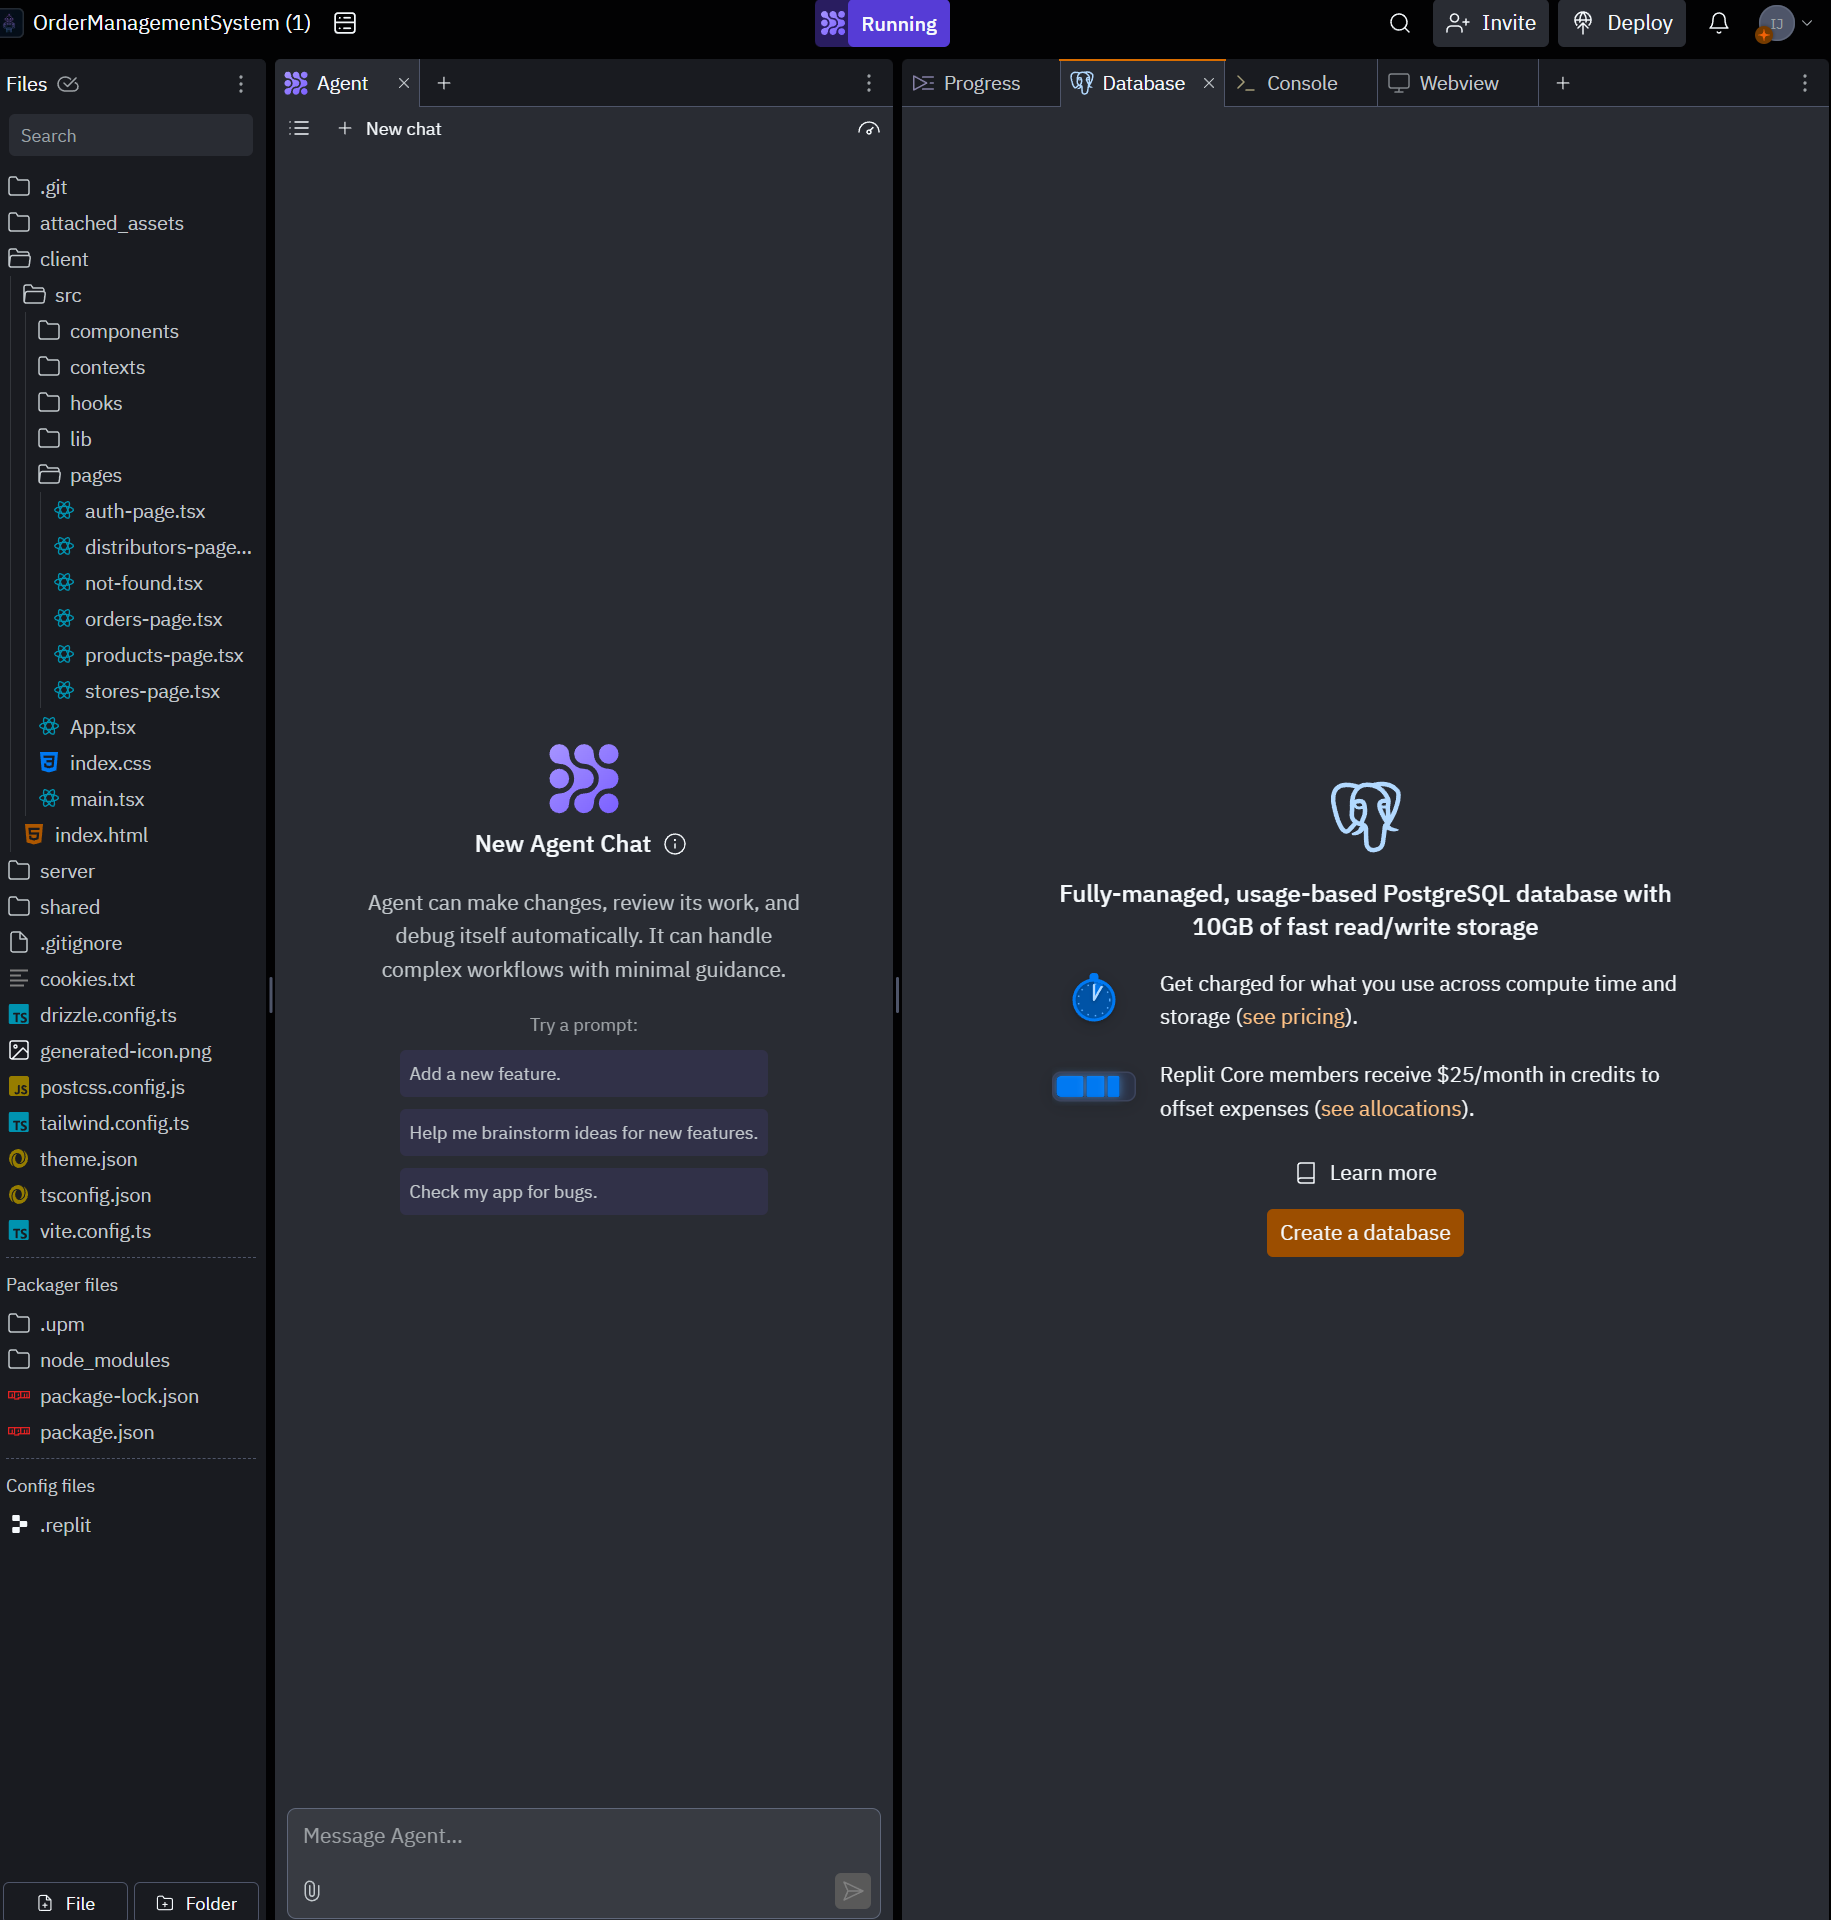 OrderManagementSystem (1)
Running
Invite
Deploy
IJ
Files
Search
.git
attached_assets
client
src
components
contexts
hooks
lib
pages
auth-page.tsx
distributors-page...
not-found.tsx
orders-page.tsx
products-page.tsx
stores-page.tsx
App.tsx
index.css
main.tsx
index.html
server
shared
.gitignore
cookies.txt
TS drizzle.config.ts
generated-icon.png
JS postcss.config.js
TS tailwind.config.ts
theme.json
tsconfig.json
TS vite.config.ts
Packager files
.upm
node_modules
package-lock.json
package.json
Config files
.replit
File
Folder
Agent
New chat
New Agent Chat
Agent can make changes, review its work, and
debug itself automatically. It can handle
complex workflows with minimal guidance.
Try a prompt:
Add a new feature.
Help me brainstorm ideas for new features.
Check my app for bugs.
Message Agent...
Progress
Database
Console
Webview
Fully-managed, usage-based PostgreSQL database with
10GB of fast read/write storage
Get charged for what you use across compute time and
storage (see pricing).
Replit Core members receive $25/month in credits to
offset expenses (see allocations).
Learn more
Create a database